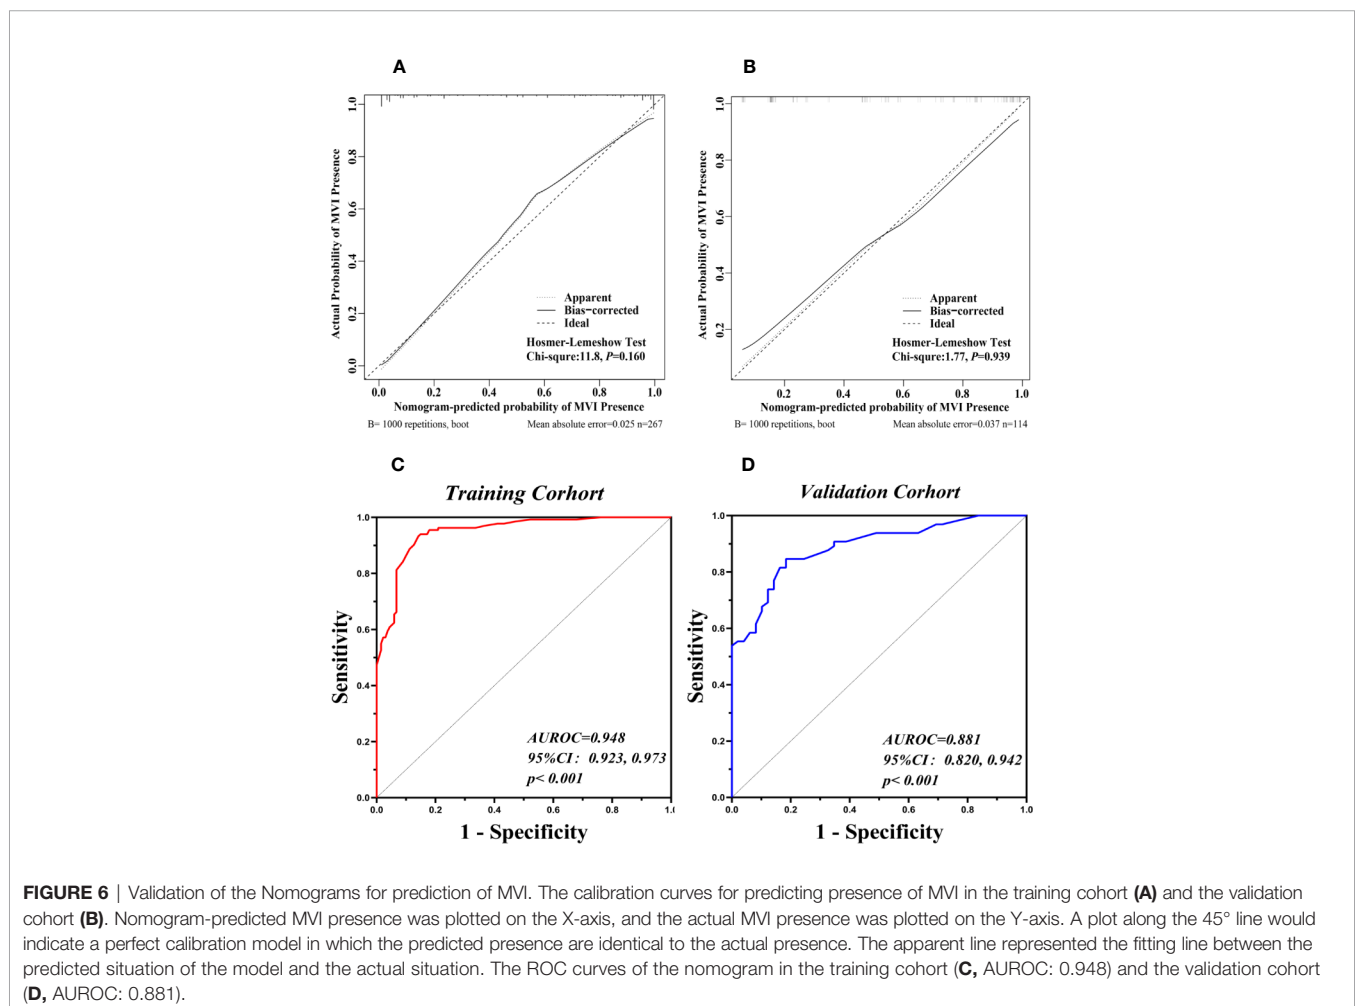 A
1.0
0.8
0.6
0.4
0.2
0.0
Actual Probability of MVI Presence
Apparent
Bias-corrected
Ideal
Hosmer-Lemeshow Test
Chi-squre:11.8, P=0.160
0.0 0.2 0.4 0.6 0.8 1.0
Nomogram-predicted probability of MVI Presence
B= 1000 repetitions, boot
Mean absolute error=0.025 n=267
B
1.0
0.8
0.6
0.4
0.2
Actual Probability of MVI Presence
Apparent
Bias-corrected
Ideal
Hosmer-Lemeshow Test
Chi-squre:1.77, P=0.939
0.2 0.4 0.6 0.8 1.0
Nomogram-predicted probability of MVI Presence
B= 1000 repetitions, boot
Mean absolute error=0.037 n=114
C
Training Corhort
1.0
0.8
0.6
0.4
0.2
0.0
Sensitivity
AUROC=0.948
95%CI: 0.923, 0.973
p< 0.001
0.0 0.2 0.4 0.6 0.8 1.0
1 - Specificity
D
Validation Corhort
1.0
0.8
0.6
0.4
0.2
0.0
Sensitivity
AUROC=0.881
95%CI: 0.820, 0.942
p< 0.001
0.0 0.2 0.4 0.6 0.8 1.0
1 - Specificity
FIGURE 6 | Validation of the Nomograms for prediction of MVI. The calibration curves for predicting presence of MVI in the training cohort (A) and the validation
cohort (B). Nomogram-predicted MVI presence was plotted on the X-axis, and the actual MVI presence was plotted on the Y-axis. A plot along the 45° line would
indicate a perfect calibration model in which the predicted presence are identical to the actual presence. The apparent line represented the fitting line between the
predicted situation of the model and the actual situation. The ROC curves of the nomogram in the training cohort (C, AUROC: 0.948) and the validation cohort
(D, AUROC: 0.881).